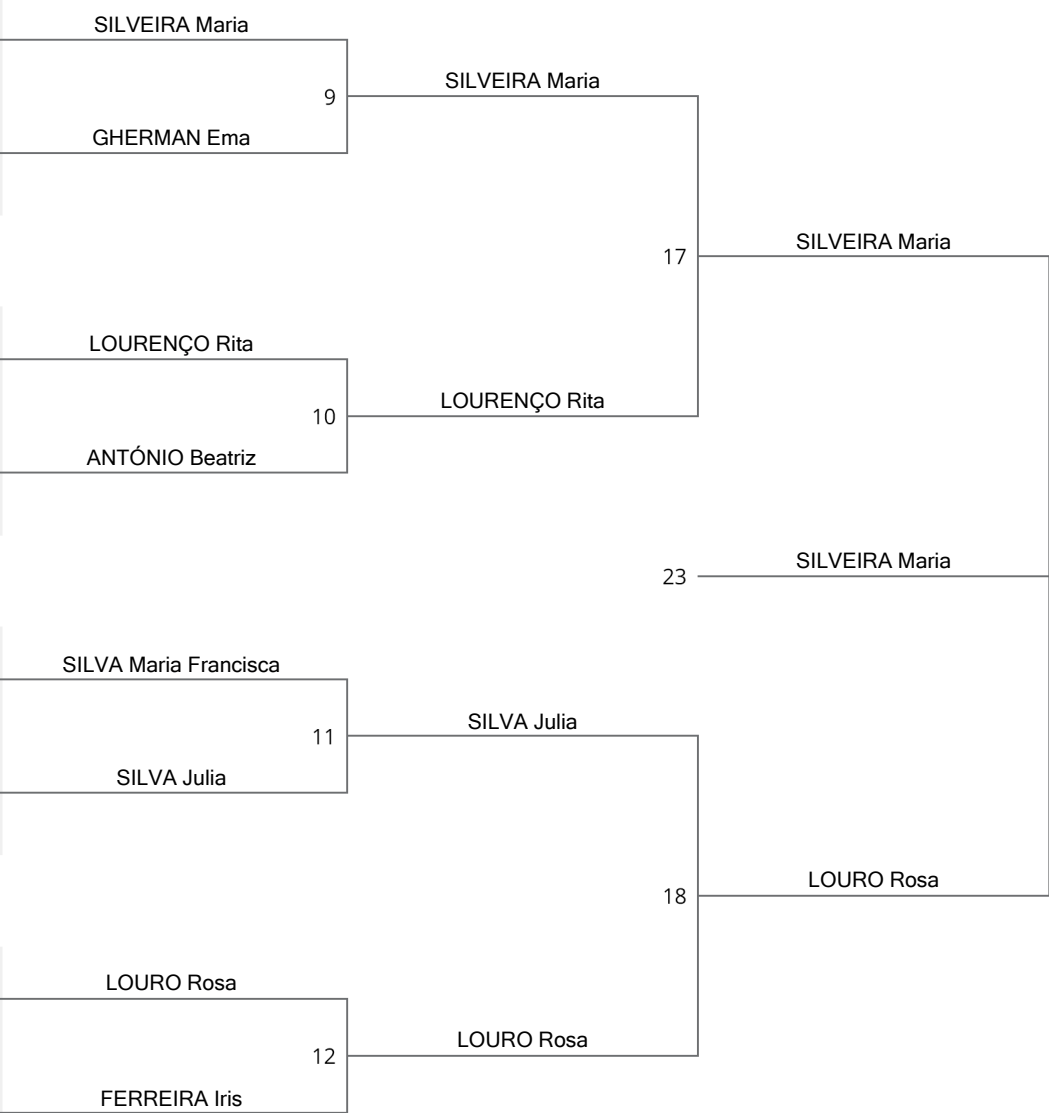 SILVEIRA Maria
9
SILVEIRA Maria
GHERMAN Ema
17
SILVEIRA Maria
LOURENÇO Rita
10
LOURENÇO Rita
ANTÓNIO Beatriz
23
SILVEIRA Maria
SILVA Maria Francisca
11
SILVA Julia
SILVA Julia
18
LOURO Rosa
LOURO Rosa
12
LOURO Rosa
FERREIRA Iris